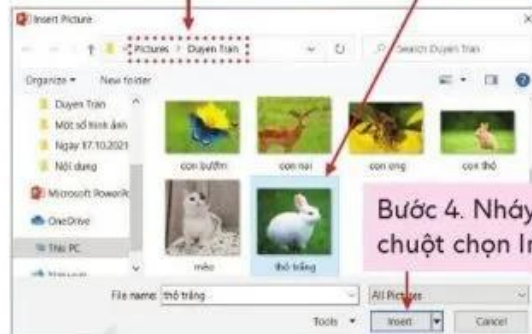 Insert Picture
Pictures > Duyen Tran
Search Duyen Tran
Organize
New folder
Duyen Tran
Một số hình ảnh
Ngày 17.10.2021
Nội dung
Microsoft PowerPo
OneDrive
This PC
Network
con bướm
con nai
con ong
con thỏ
mèo
thỏ trắng
Bước 4. Nháy
chuột chọn In
File name: thỏ trắng
All Pictures
Tools
Insert
Cancel